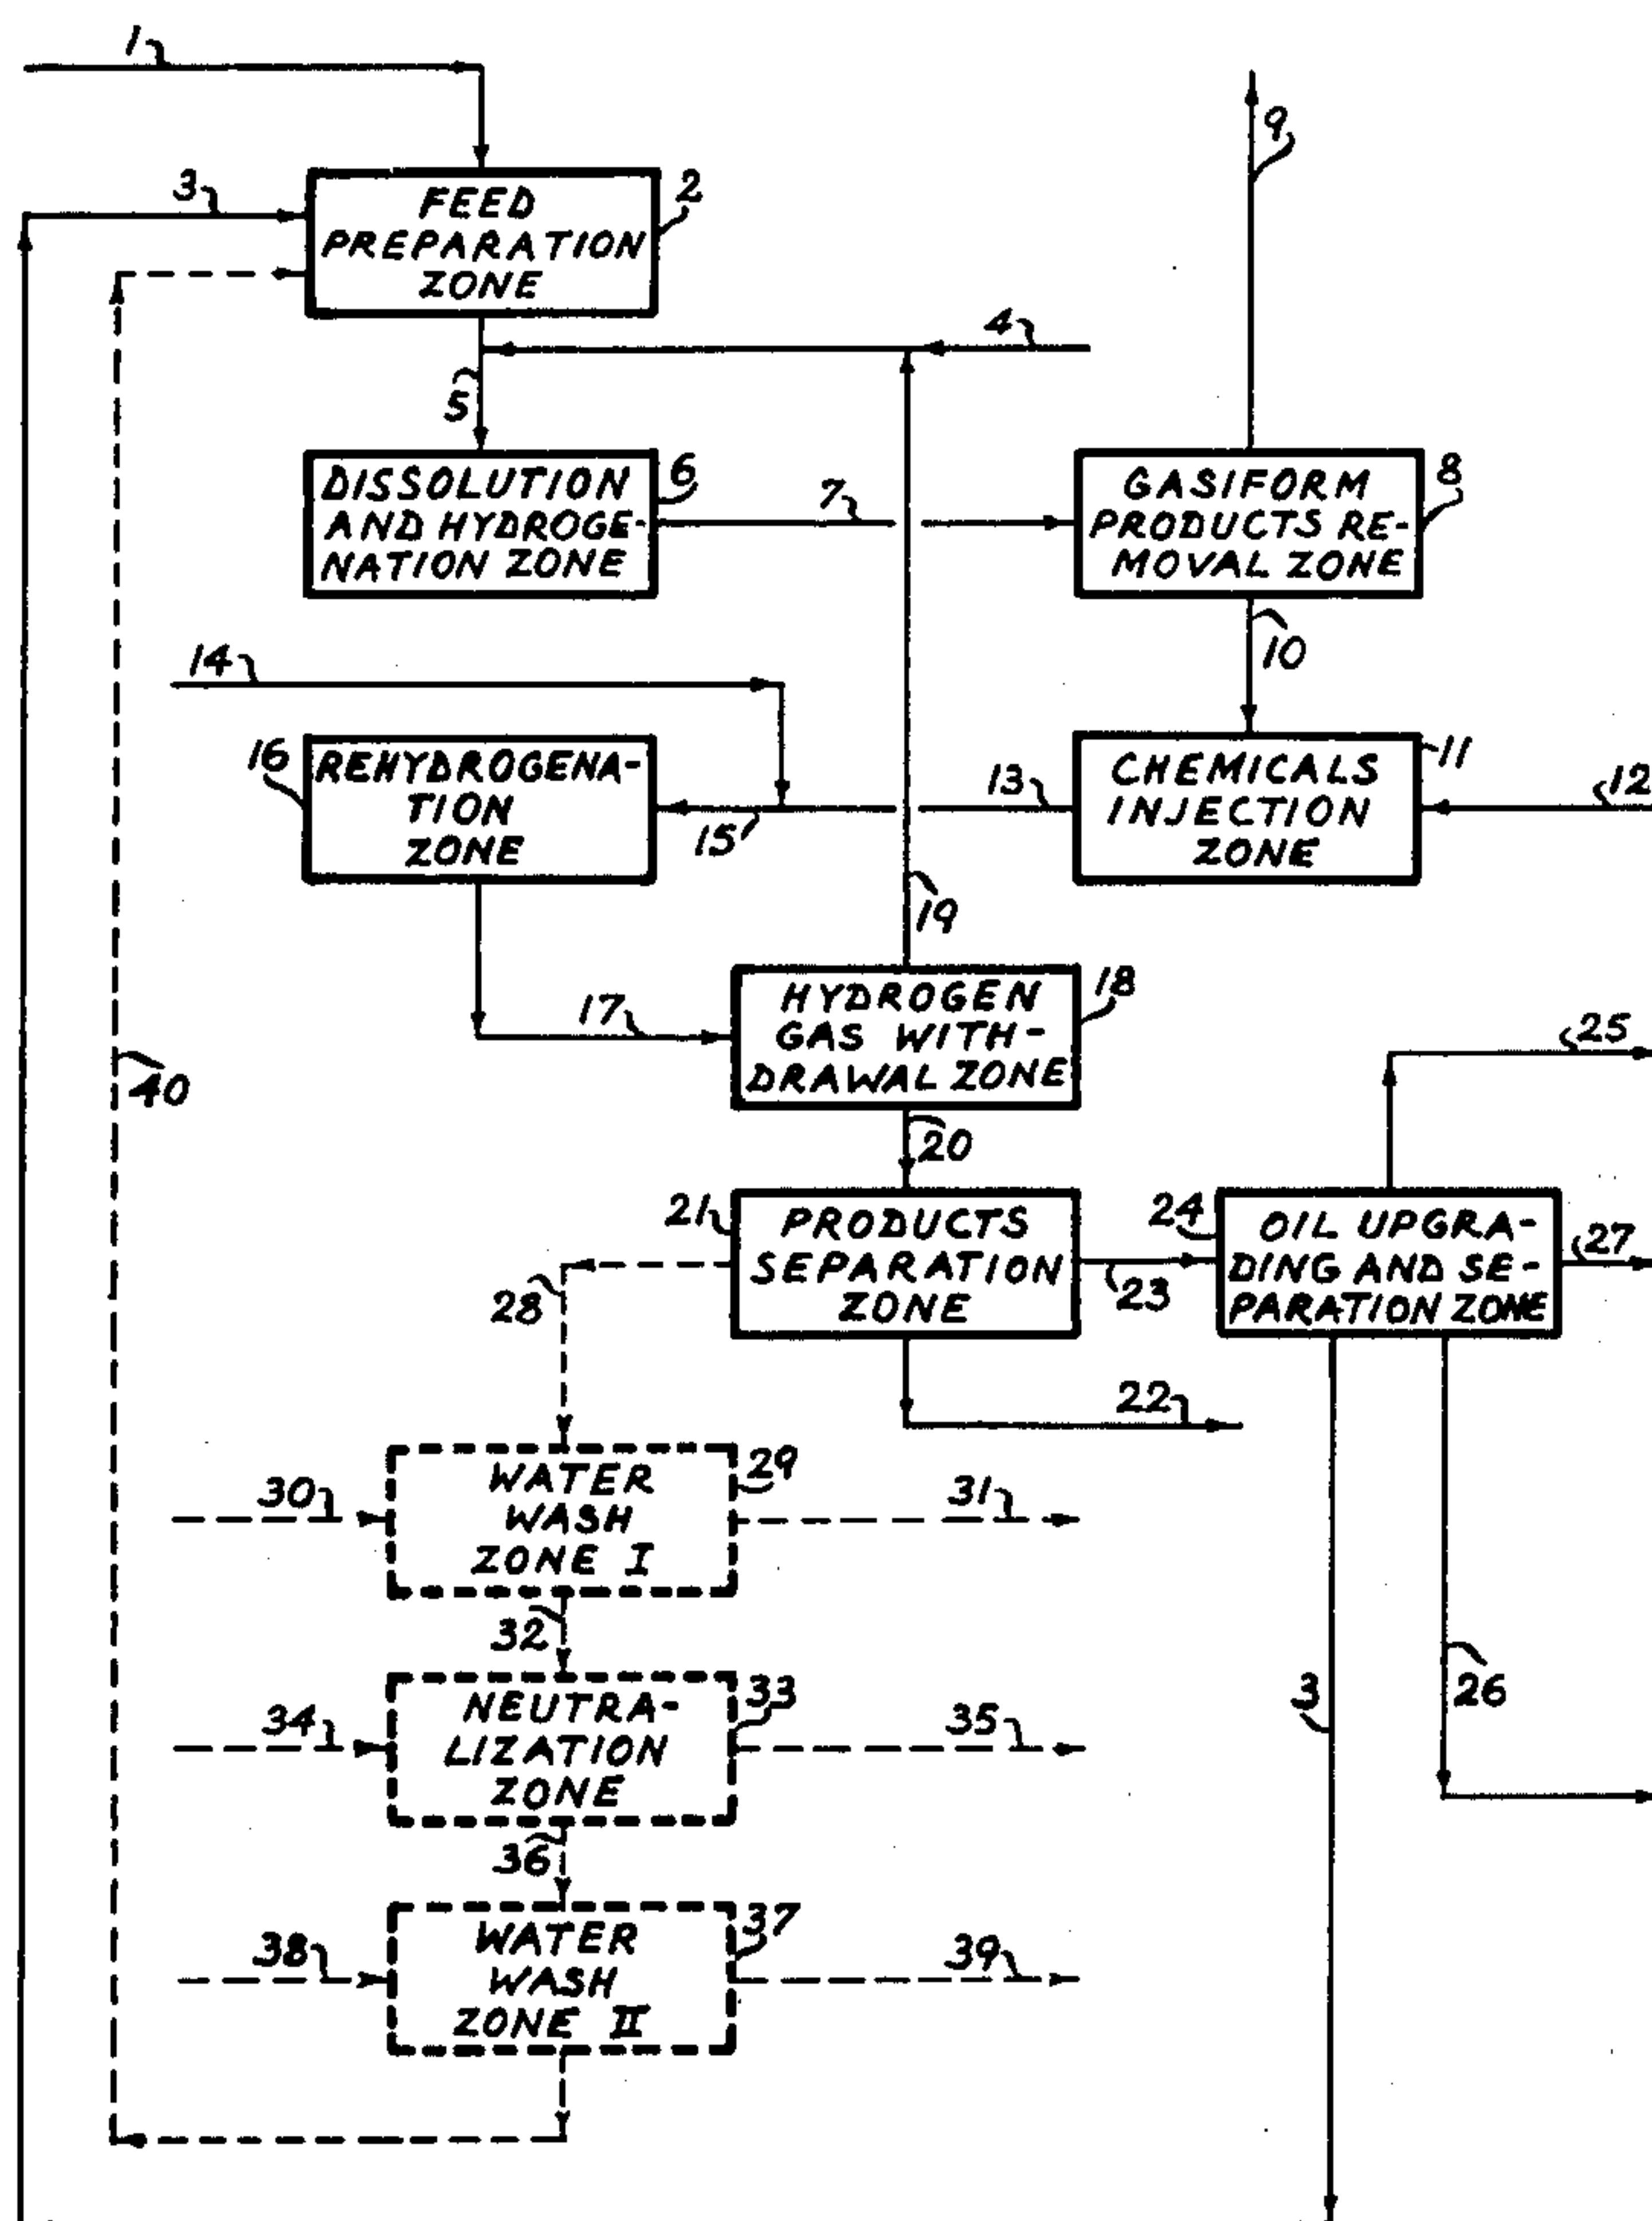 1
9
3
FEED
PREPARATION
ZONE
2
4
5
DISSOLUTION
AND HYDROGE-
NATION ZONE
6
7
GASIFORM
PRODUCTS RE-
MOVAL ZONE
8
10
14
16
REHYDROGENA-
TION
ZONE
15
13
CHEMICALS
INJECTION
ZONE
11
12
19
17
HYDROGEN
GAS WITH-
DRAWAL ZONE
18
25
40
20
21
PRODUCTS
SEPARATION
ZONE
23
24
OIL UPGRA-
DING AND SE-
PARATION ZONE
27
28
22
30
WATER
WASH
ZONE I
29
31
32
34
NEUTRA-
LIZATION
ZONE
33
35
3
26
36
38
WATER
WASH
ZONE II
37
39